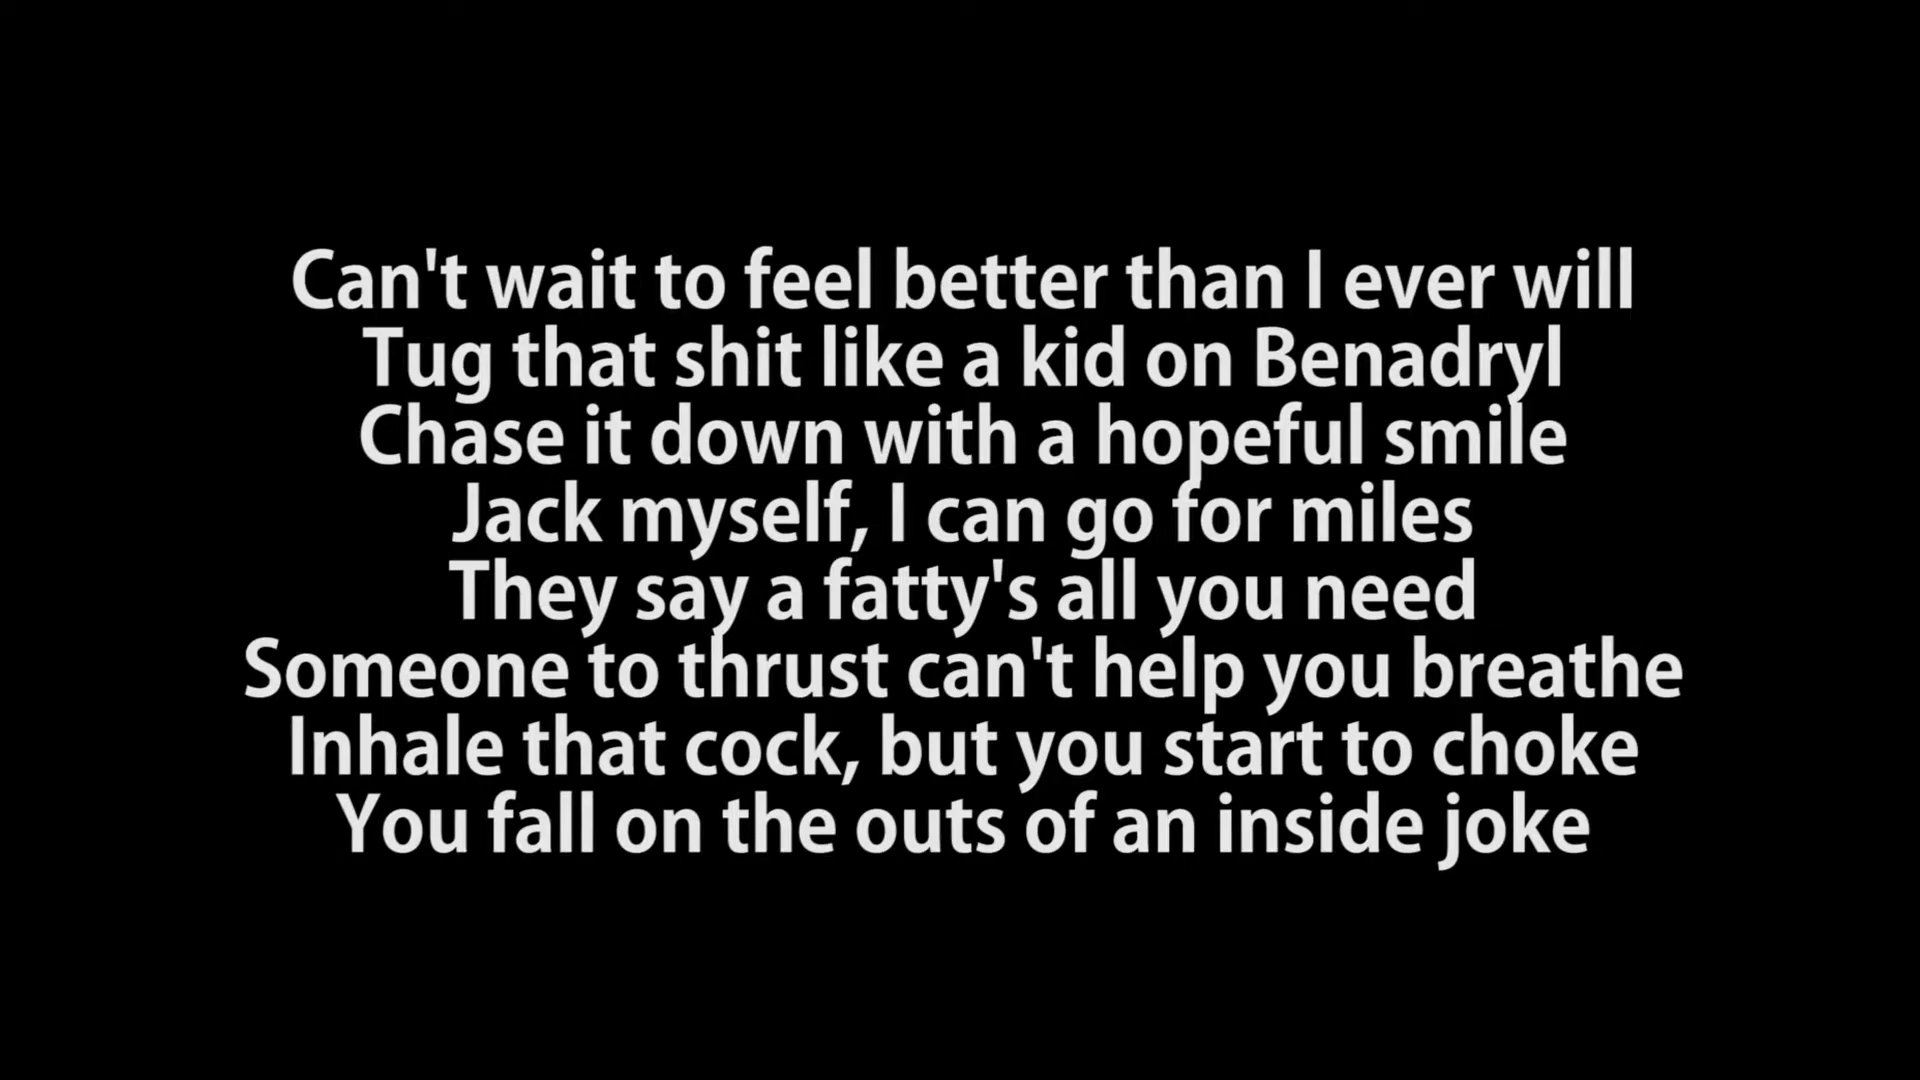 Can't wait to feel better than I ever will
Tug that shit like a kid on Benadryl
Chase it down with a hopeful smile
Jack myself, I can go for miles
They say a fatty's all you need
Someone to thrust can't help you breathe
Inhale that cock, but you start to choke
You fall on the outs of an inside joke